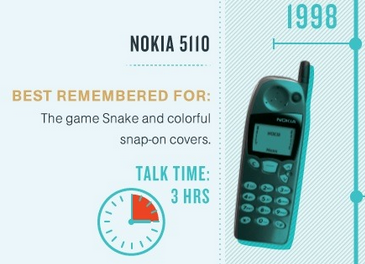 1998
NOKIA 5110
BEST REMEMBERED FOR:
The game Snake and colorful
snap-on covers.
TALK TIME:
3 HRS
NOKIA